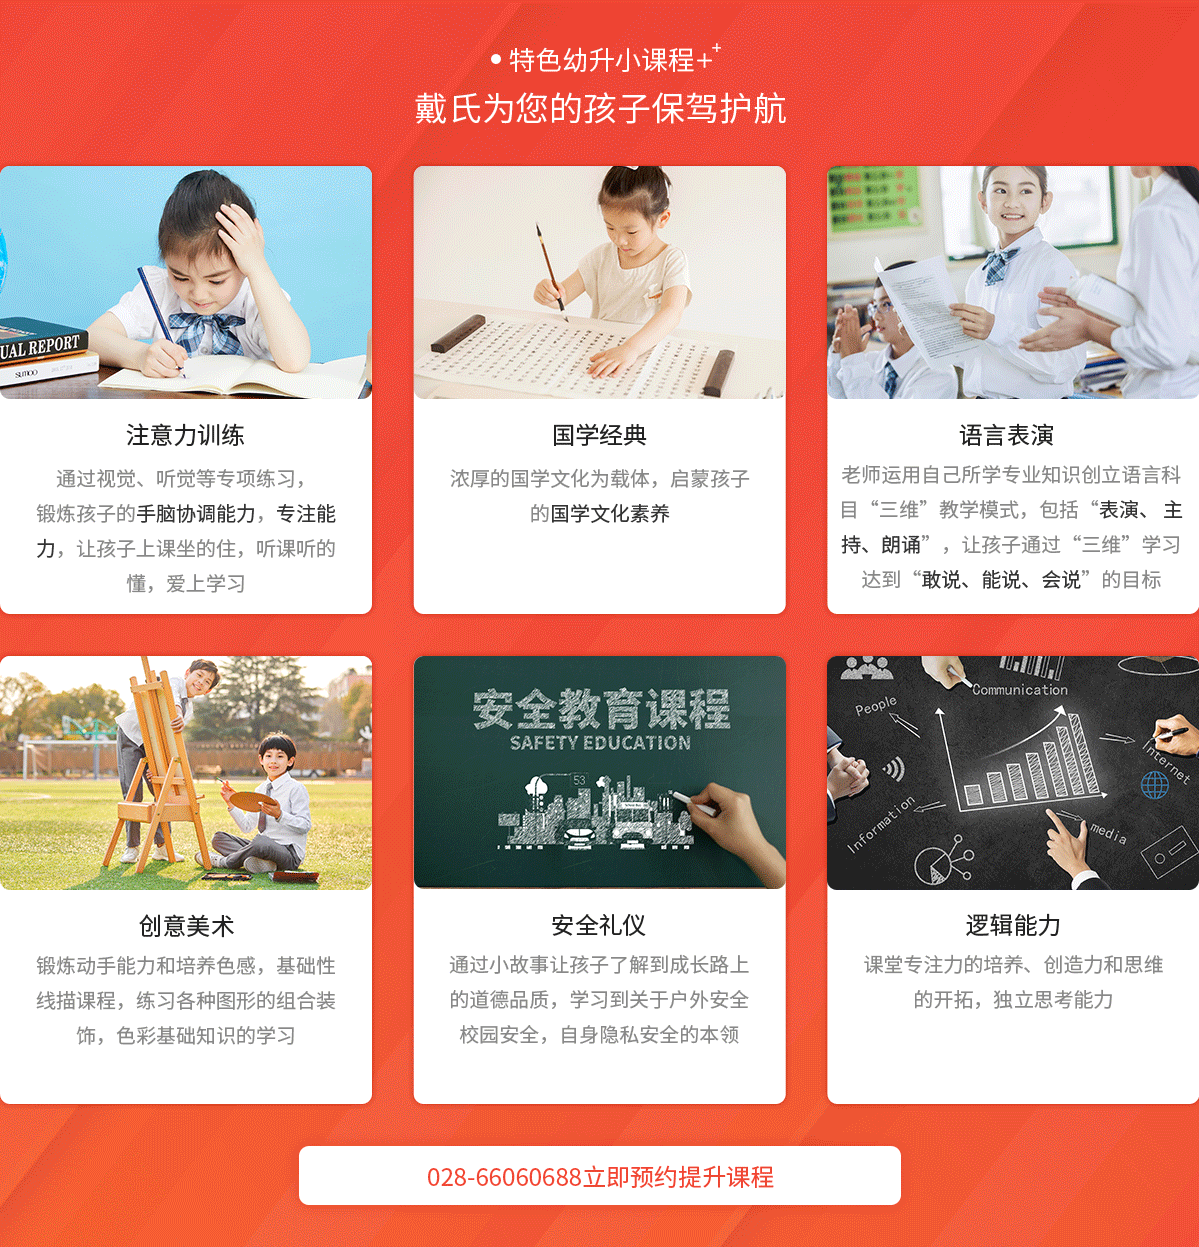 • 特色幼升小课程++
戴氏为您的孩子保驾护航
UAL REPORT
注意力训练
通过视觉、听觉等专项练习，
锻炼孩子的手脑协调能力，专注能
力，让孩子上课坐的住，听课听的
懂，爱上学习
国学经典
浓厚的国学文化为载体，启蒙孩子
的国学文化素养
语言表演
老师运用自己所学专业知识创立语言科
目“三维”教学模式，包括“表演、主
持、朗诵”，让孩子通过“三维”学习
达到“敢说、能说、会说”的目标
创意美术
锻炼动手能力和培养色感，基础性
线描课程，练习各种图形的组合装
饰，色彩基础知识的学习
安全教育课程
SAFETY EDUCATION
53
安全礼仪
通过小故事让孩子了解到成长路上
的道德品质，学习到关于户外安全
校园安全，自身隐私安全的本领
Communication
People
Internet
Information
media
逻辑能力
课堂专注力的培养、创造力和思维
的开拓，独立思考能力
028-66060688立即预约提升课程